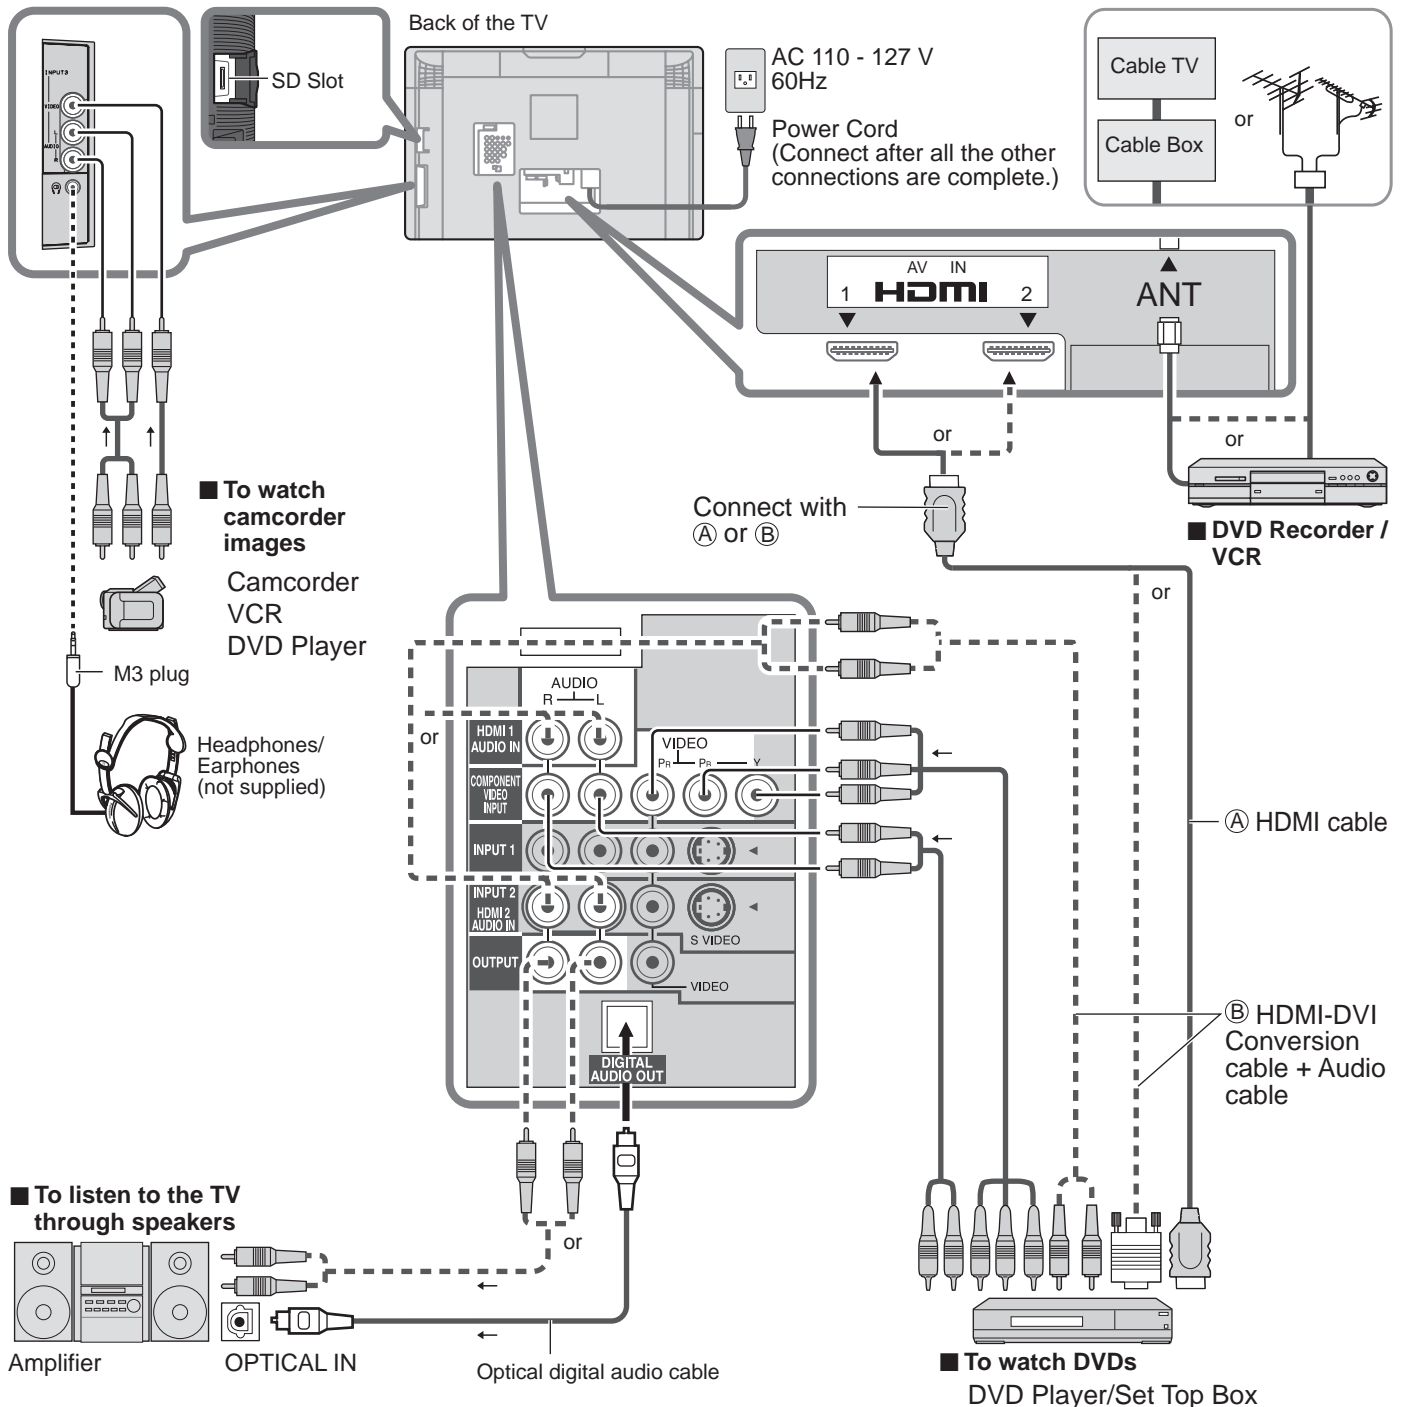 Back of the TV
INPUT3
VIDEO
L
AUDIO
R
SD Slot
AC 110 - 127 V
60Hz
Power Cord
(Connect after all the other
connections are complete.)
Cable TV
or
Cable Box
AV IN
1 HDMI 2
ANT
or
or
■ DVD Recorder /
VCR
Connect with
Ⓐ or Ⓑ
or
■ To watch
camcorder
images
Camcorder
VCR
DVD Player
M3 plug
Headphones/
Earphones
(not supplied)
AUDIO
R L
or
HDMI 1
AUDIO IN
VIDEO
PR PR Y
COMPONENT
VIDEO
INPUT
INPUT 1
INPUT 2
HDMI 2
AUDIO IN
S VIDEO
OUTPUT
VIDEO
DIGITAL
AUDIO OUT
Ⓐ HDMI cable
Ⓑ HDMI-DVI
Conversion
cable + Audio
cable
■ To listen to the TV
through speakers
or
Amplifier
OPTICAL IN
Optical digital audio cable
■ To watch DVDs
DVD Player/Set Top Box